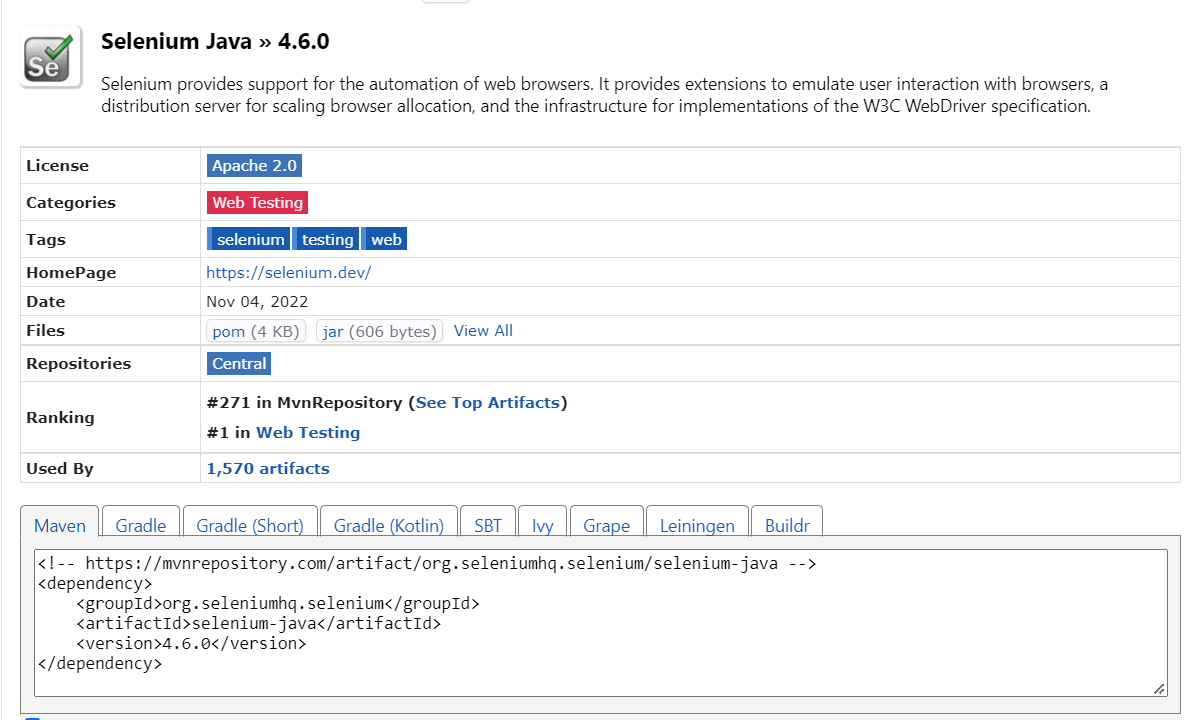 Se
Selenium Java » 4.6.0
Selenium provides support for the automation of web browsers. It provides extensions to emulate user interaction with browsers, a
distribution server for scaling browser allocation, and the infrastructure for implementations of the W3C WebDriver specification.
License Apache 2.0
Categories Web Testing
Tags selenium testing web
HomePage https://selenium.dev/
Date Nov 04, 2022
Files pom (4 KB) jar (606 bytes) View All
Repositories Central
Ranking #271 in MvnRepository (See Top Artifacts)
#1 in Web Testing
Used By 1,570 artifacts
Maven Gradle Gradle (Short) Gradle (Kotlin) SBT Ivy Grape Leiningen Buildr
<!-- https://mvnrepository.com/artifact/org.seleniumhq.selenium/selenium-java -->
<dependency>
    <groupId>org.seleniumhq.selenium</groupId>
    <artifactId>selenium-java</artifactId>
    <version>4.6.0</version>
</dependency>